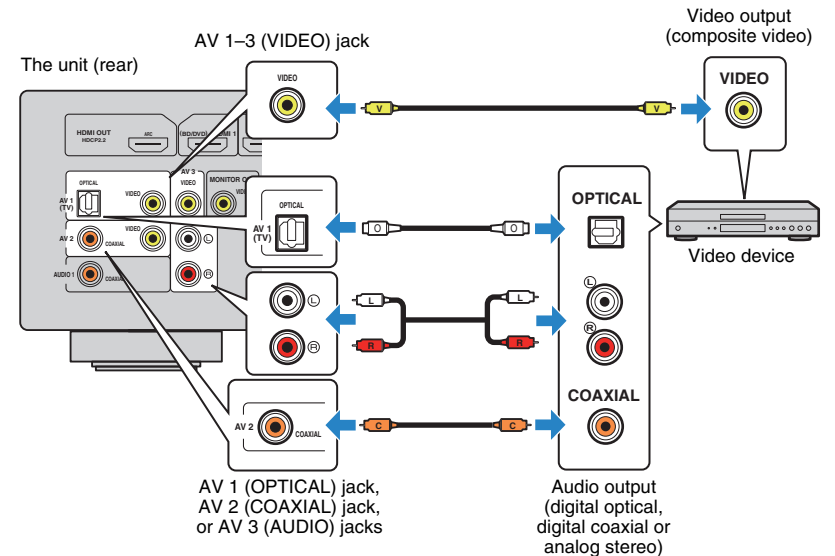 Video output
(composite video)
AV 1–3 (VIDEO) jack
The unit (rear)
VIDEO
VIDEO
V
V
HDMI OUT
HDCP2.2
ARC
(BD/DVD)
HDMI 1
AV 3
OPTICAL
VIDEO
VIDEO
MONITOR O
AV 1
(TV)
AV 2
COAXIAL
VIDEO
L
R
AUDIO 1
COAXIAL
OPTICAL
AV 1
(TV)
O
O
OPTICAL
Video device
L
R
L
R
L
R
L
R
AV 2
COAXIAL
C
C
COAXIAL
AV 1 (OPTICAL) jack,
AV 2 (COAXIAL) jack,
or AV 3 (AUDIO) jacks
Audio output
(digital optical,
digital coaxial or
analog stereo)